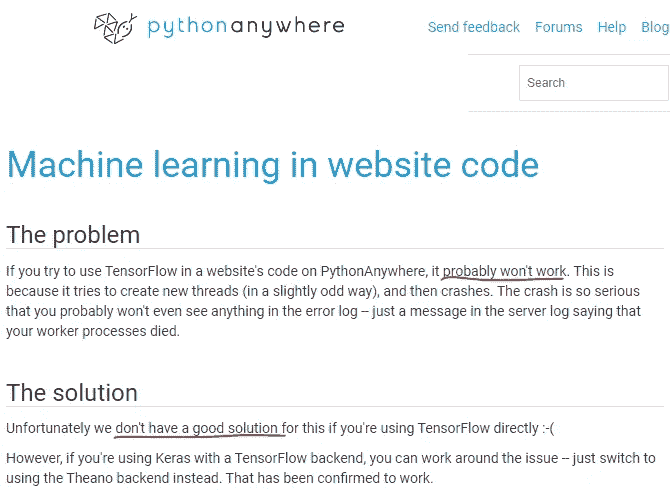 pythonanywhere
Send feedback Forums Help Blog
Search
Machine learning in website code
The problem
If you try to use TensorFlow in a website's code on PythonAnywhere, it probably won't work. This is
because it tries to create new threads (in a slightly odd way), and then crashes. The crash is so serious
that you probably won't even see anything in the error log -- just a message in the server log saying that
your worker processes died.
The solution
Unfortunately we don't have a good solution for this if you're using TensorFlow directly :-(
However, if you're using Keras with a TensorFlow backend, you can work around the issue -- just switch to
using the Theano backend instead. That has been confirmed to work.